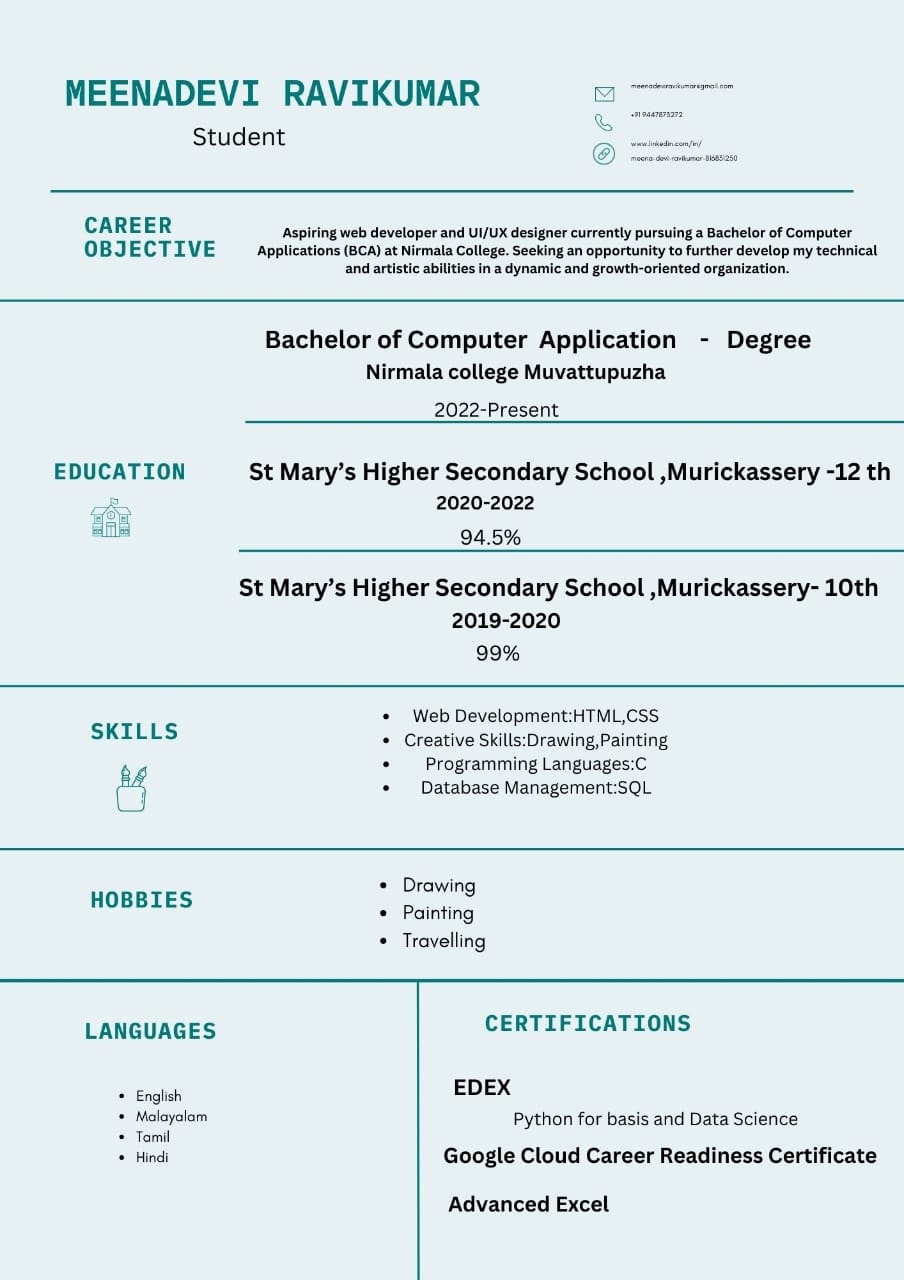 MEENADEVI RAVIKUMAR
Student
meenadeviravikumar@gmail.com
+91 9447873272
www.linkedin.com/in/
meena-devi-ravikumar-816831250
CAREER
OBJECTIVE
Aspiring web developer and UI/UX designer currently pursuing a Bachelor of Computer
Applications (BCA) at Nirmala College. Seeking an opportunity to further develop my technical
and artistic abilities in a dynamic and growth-oriented organization.
EDUCATION
Bachelor of Computer Application - Degree
Nirmala college Muvattupuzha
2022-Present
St Mary’s Higher Secondary School ,Murickassery -12 th
2020-2022
94.5%
St Mary’s Higher Secondary School ,Murickassery- 10th
2019-2020
99%
SKILLS
• Web Development:HTML,CSS
• Creative Skills:Drawing,Painting
• Programming Languages:C
• Database Management:SQL
HOBBIES
• Drawing
• Painting
• Travelling
LANGUAGES
• English
• Malayalam
• Tamil
• Hindi
CERTIFICATIONS
EDEX
Python for basis and Data Science
Google Cloud Career Readiness Certificate
Advanced Excel